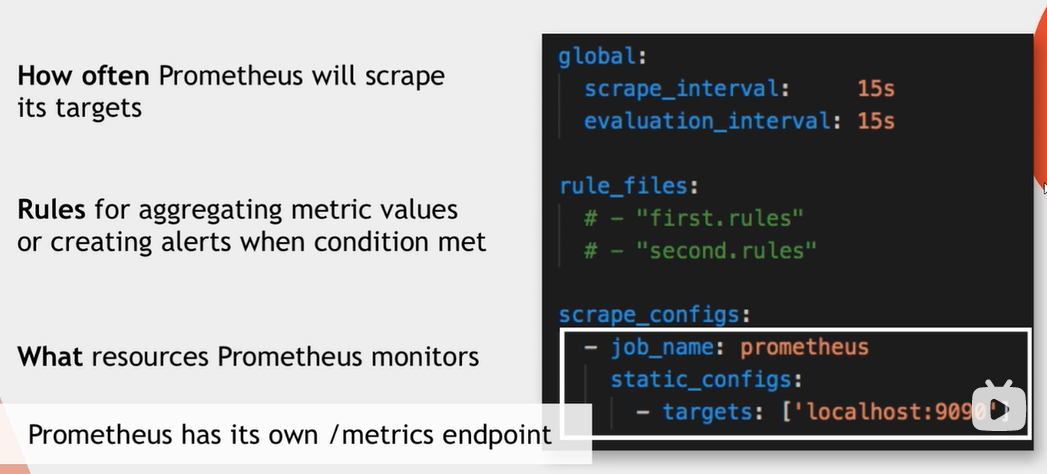 How often Prometheus will scrape
its targets
Rules for aggregating metric values
or creating alerts when condition met
What resources Prometheus monitors
Prometheus has its own /metrics endpoint
global:
scrape_interval: 15s
evaluation_interval: 15s
rule_files:
# - "first.rules"
# - "second.rules"
scrape_configs:
- job_name: prometheus
static_configs:
- targets: ['localhost:9090']